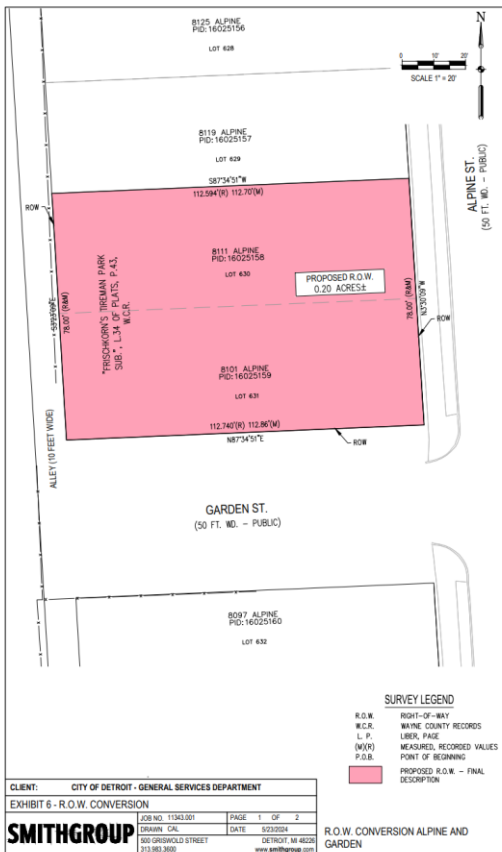 8125 ALPINE
PID:16025156
LOT 628
N
0 10' 20'
SCALE 1" = 20'
8119 ALPINE
PID:16025157
LOT 629
S87°34'51"W
112.594'(R) 112.70'(M)
ROW
ALPINE ST.
(50 FT. WD. - PUBLIC)
8111 ALPINE
PID:16025158
LOT 630
PROPOSED R.O.W.
0.20 ACRES±
"FRISCHKORN'S TIREMAN PARK
SUB.", L.34 OF PLATS, P.43,
W.C.R.
S3°23'09"E
78.00' (R&M)
78.00' (R&M)
N3°30'09"W
ROW
8101 ALPINE
PID:16025159
LOT 631
112.740'(R) 112.86'(M)
N87°34'51"E
ROW
ALLEY (10 FEET WIDE)
GARDEN ST.
(50 FT. WD. - PUBLIC)
8097 ALPINE
PID:16025160
LOT 632
SURVEY LEGEND
R.O.W. RIGHT-OF-WAY
W.C.R. WAYNE COUNTY RECORDS
L. P. LIBER, PAGE
(M)(R) MEASURED, RECORDED VALUES
P.O.B. POINT OF BEGINNING
PROPOSED R.O.W. - FINAL
DESCRIPTION
CLIENT: CITY OF DETROIT - GENERAL SERVICES DEPARTMENT
EXHIBIT 6 - R.O.W. CONVERSION
SMITHGROUP
JOB NO. 11343.001 PAGE 1 OF 2
DRAWN CAL DATE 5/23/2024
500 GRISWOLD STREET DETROIT, MI 48226
313.983.3600 www.smithgroup.com
R.O.W. CONVERSION ALPINE AND
GARDEN